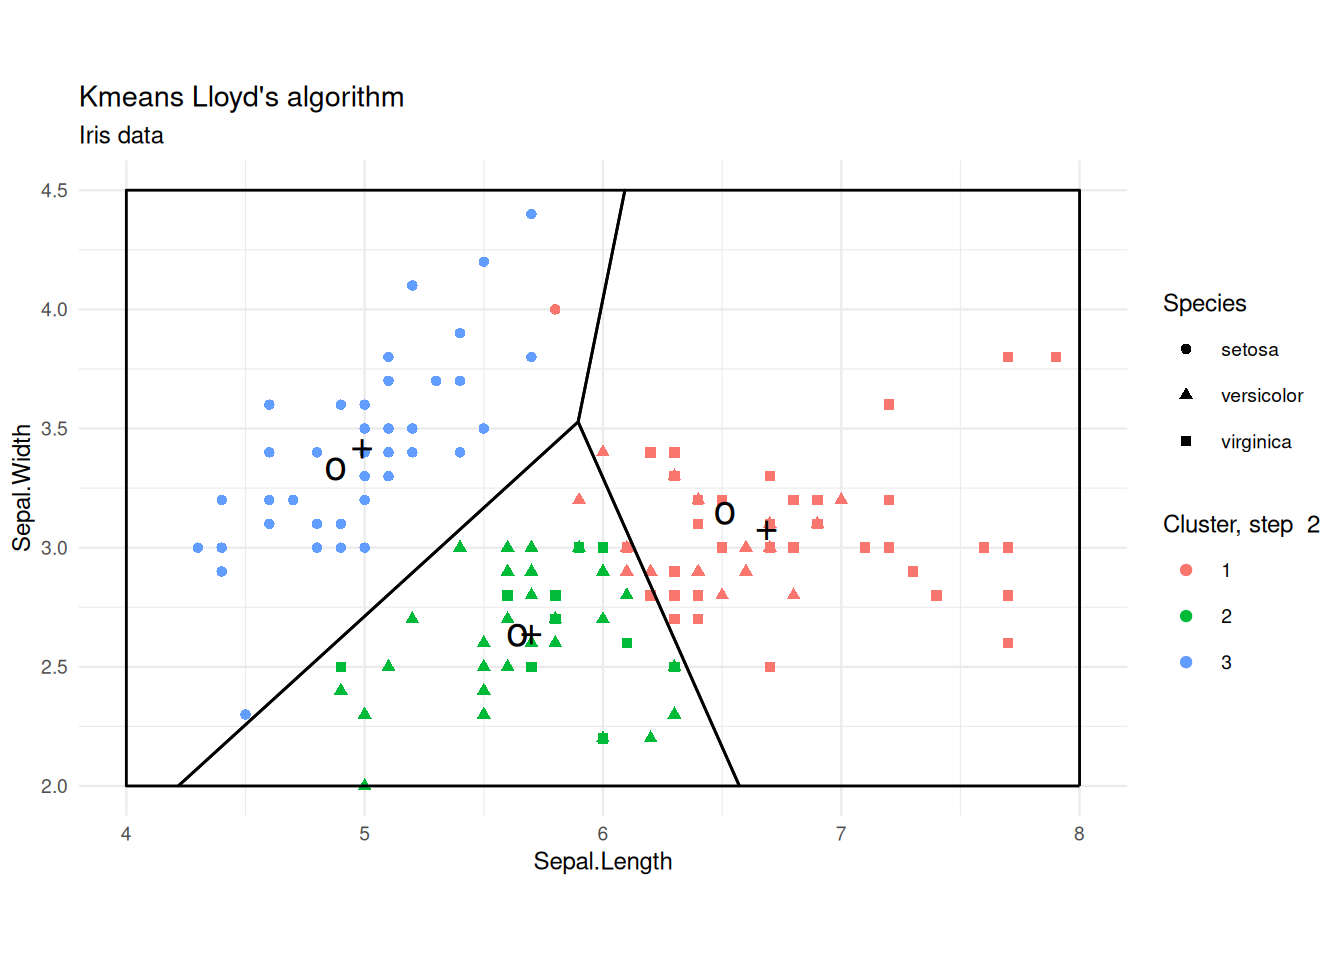 Kmeans Lloyd's algorithm
Iris data
4.5
4.0
3.5
3.0
2.5
2.0
Sepal.Width
4 5 6 7 8
Sepal.Length
o + o + o +
Species
setosa
versicolor
virginica
Cluster, step  2
1
2
3